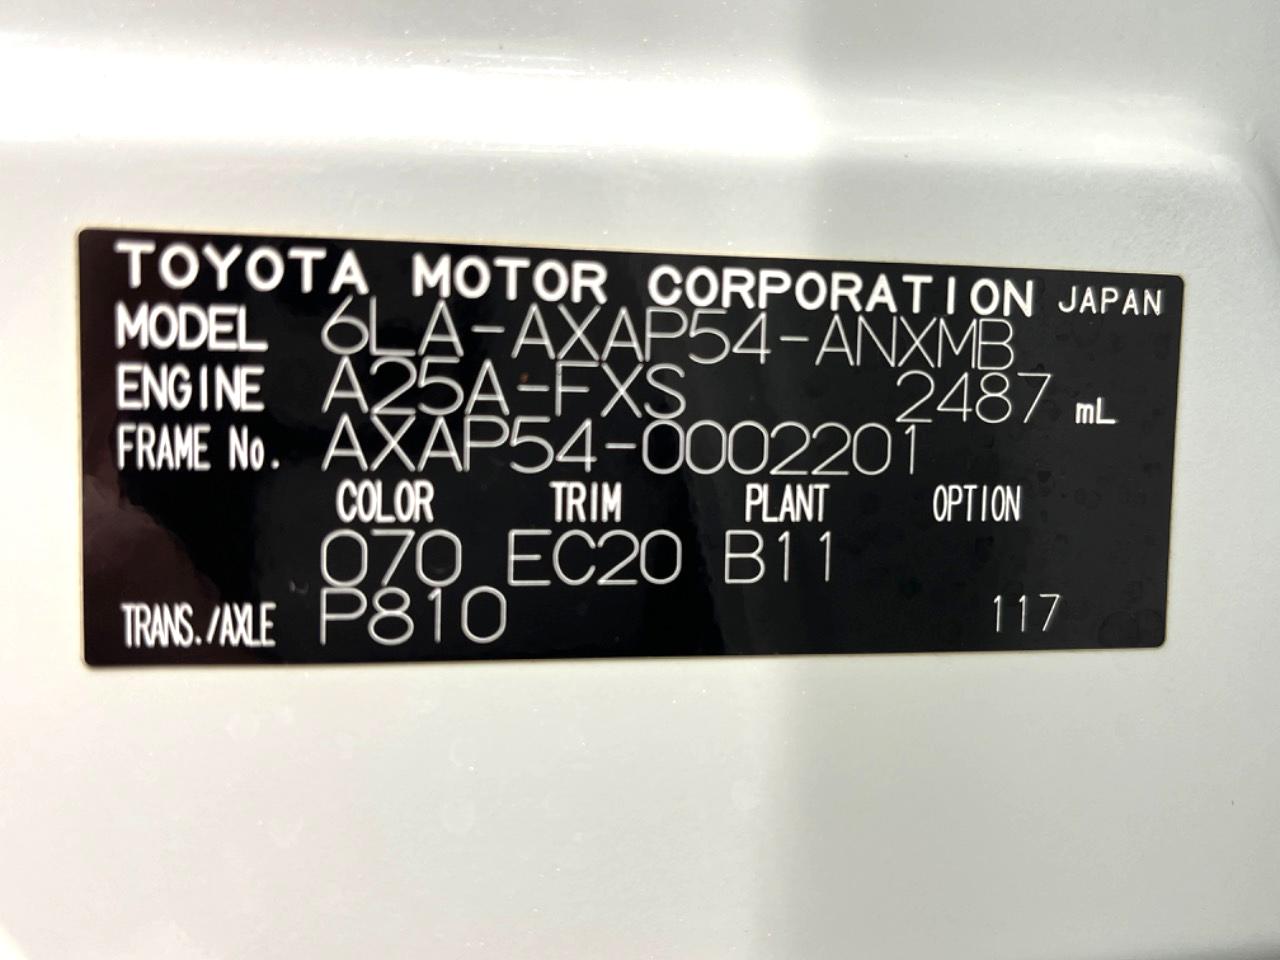 TOYOTA MOTOR CORPORATION JAPAN
MODEL 6LA-AXAP54-ANXMB
ENGINE A25A-FXS 2487 mL
FRAME No. AXAP54-0002201
COLOR TRIM PLANT OPTION
070 EC20 B11
TRANS./AXLE P810 117